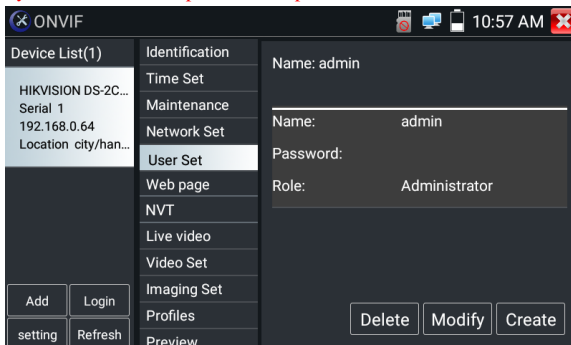 ONVIF
10:57 AM
Device List(1)
HIKVISION DS-2C...
Serial 1
192.168.0.64
Location city/han...
Add
Login
setting
Refresh
Identification
Time Set
Maintenance
Network Set
User Set
Web page
NVT
Live video
Video Set
Imaging Set
Profiles
Preview
Name: admin
Name: admin
Password:
Role: Administrator
Delete
Modify
Create